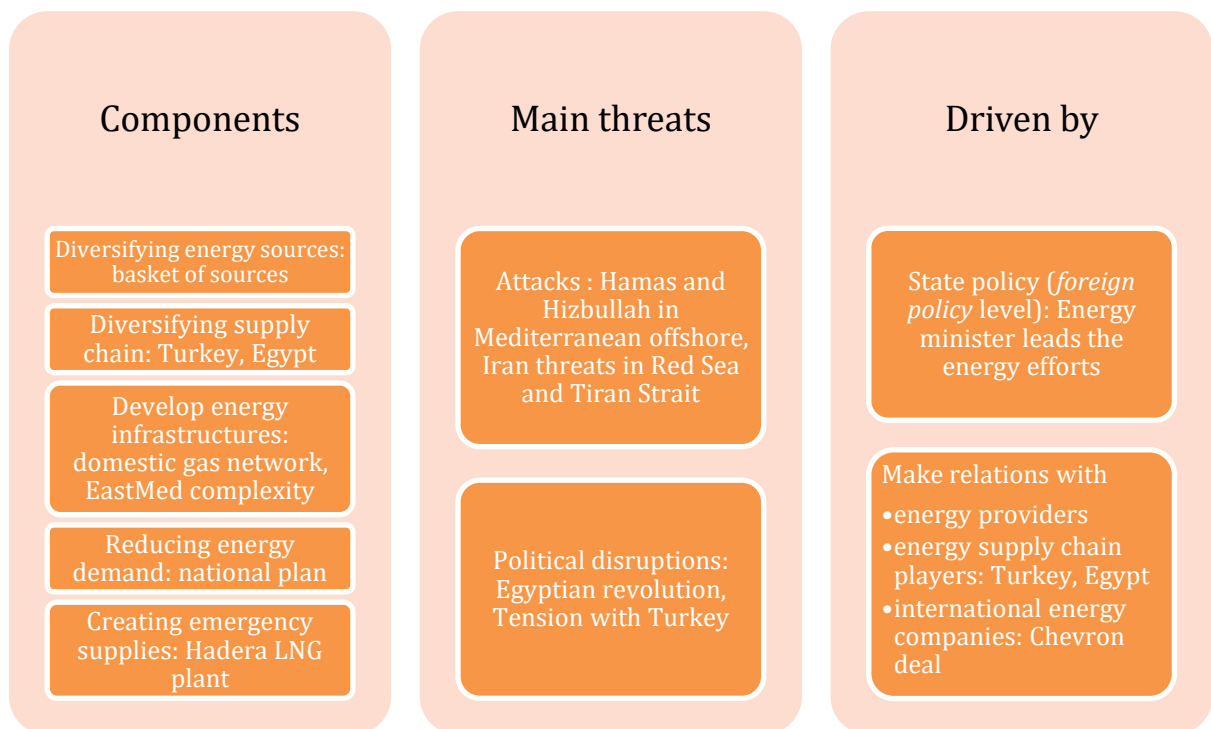 Components
Diversifying energy sources:
basket of sources
Diversifying supply
chain: Turkey, Egypt
Develop energy
infrastructures:
domestic gas network,
EastMed complexity
Reducing energy
demand: national plan
Creating emergency
supplies: Hadera LNG
plant
Main threats
Attacks : Hamas and
Hizbullah in
Mediterranean offshore,
Iran threats in Red Sea
and Tiran Strait
Political disruptions:
Egyptian revolution,
Tension with Turkey
Driven by
State policy (foreign
policy level): Energy
minister leads the
energy efforts
Make relations with
•energy providers
•energy supply chain
players: Turkey, Egypt
•international energy
companies: Chevron
deal